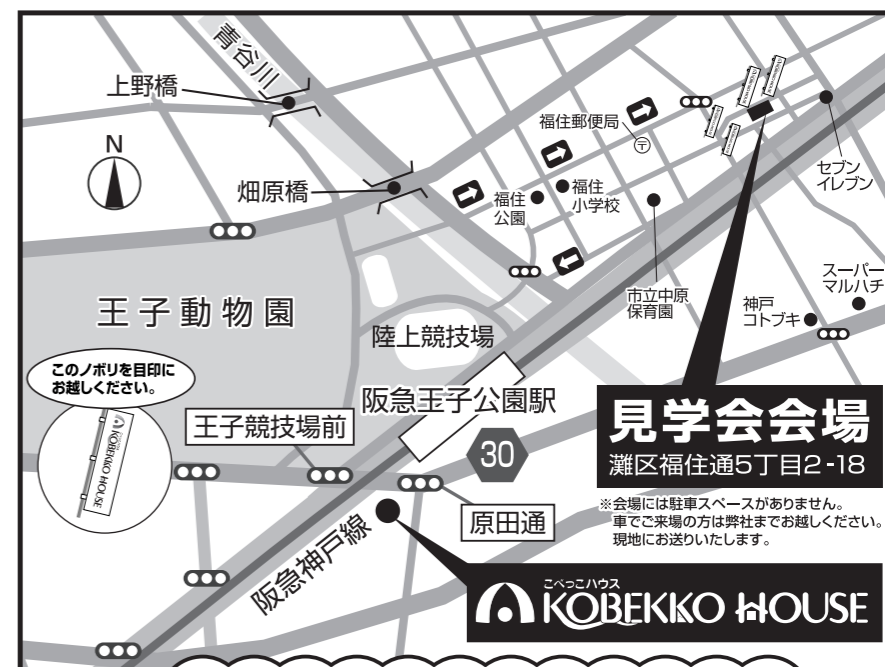 青谷川
上野橋
N
畑原橋
福住郵便局
〒
福住
公園
福住
小学校
セブン
イレブン
市立中原
保育園
神戸
コトブキ
スーパー
マルハチ
王子動物園
陸上競技場
このノボリを目印に
お越しください。
KOBEKKO HOUSE
王子競技場前
阪急王子公園駅
30
原田通
阪急神戸線
見学会会場
灘区福住通5丁目2-18
※会場には駐車スペースがありません。
車でご来場の方は弊社までお越しください。
現地にお送りいたします。
こべっこハウス
KOBEKKO HOUSE